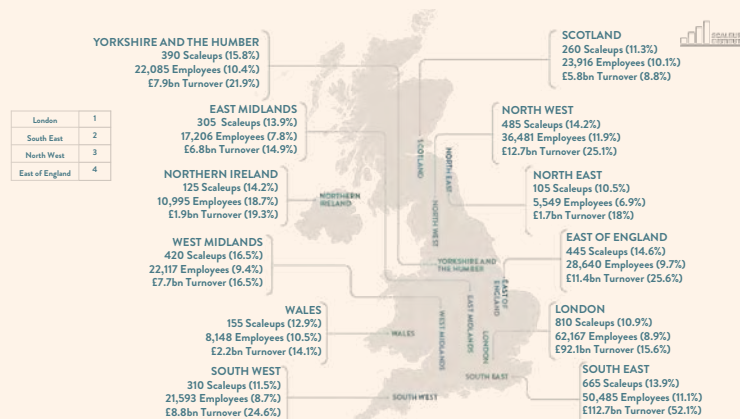 YORKSHIRE AND THE HUMBER
390 Scaleups (15.8%)
22,085 Employees (10.4%)
£7.9bn Turnover (21.9%)
SCOTLAND
260 Scaleups (11.3%)
23,916 Employees (10.1%)
£5.8bn Turnover (8.8%)
EAST MIDLANDS
305 Scaleups (13.9%)
17,206 Employees (7.8%)
£6.8bn Turnover (14.9%)
NORTH WEST
485 Scaleups (14.2%)
36,481 Employees (11.9%)
£12.7bn Turnover (25.1%)
London 1
South East 2
North West 3
East of England 4
NORTHERN IRELAND
125 Scaleups (14.2%)
10,995 Employees (18.7%)
£1.9bn Turnover (19.3%)
NORTH EAST
105 Scaleups (10.5%)
5,549 Employees (6.9%)
£1.7bn Turnover (18%)
WEST MIDLANDS
420 Scaleups (16.5%)
22,117 Employees (9.4%)
£7.7bn Turnover (16.5%)
EAST OF ENGLAND
445 Scaleups (14.6%)
28,640 Employees (9.7%)
£11.4bn Turnover (25.6%)
WALES
155 Scaleups (12.9%)
8,148 Employees (10.5%)
£2.2bn Turnover (14.1%)
LONDON
810 Scaleups (10.9%)
62,167 Employees (8.9%)
£92.1bn Turnover (15.6%)
SOUTH WEST
310 Scaleups (11.5%)
21,593 Employees (8.7%)
£8.8bn Turnover (24.6%)
SOUTH EAST
665 Scaleups (13.9%)
50,485 Employees (11.1%)
£112.7bn Turnover (52.1%)
SCOTLAND
NORTH EAST
NORTHERN
IRELAND
NORTH WEST
YORKSHIRE AND
THE HUMBER
EAST OF
ENGLAND
EAST MIDLANDS
WEST MIDLANDS
WALES
LONDON
SOUTH EAST
SOUTH WEST